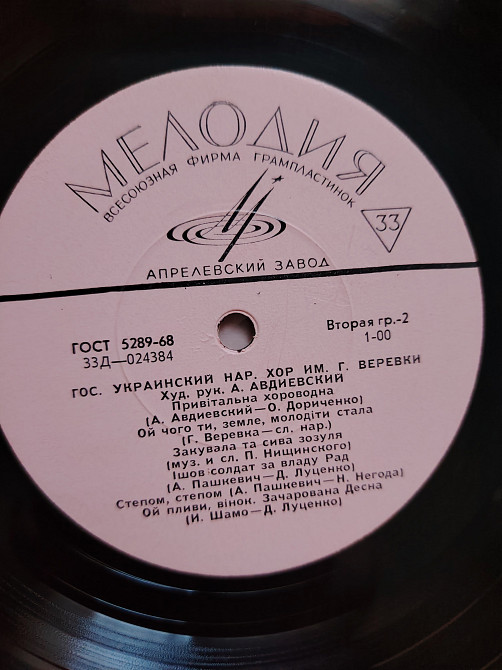 МЕЛОДИЯ
ВСЕСОЮЗНАЯ ФИРМА ГРАМПЛАСТИНОК
33
АПРЕЛЕВСКИЙ ЗАВОД
ГОСТ 5289-68
33Д—024384
Вторая гр.-2
1-00
ГОС. УКРАИНСКИЙ НАР. ХОР ИМ. Г. ВЕРЕВКИ
Худ. рук. А. АВДИЕВСКИЙ
Привітальна хороводна
(А. Авдиевский—О. Дориченко)
Ой чого ти, земле, молодіти стала
(Г. Веревка—сл. нар.)
Закувала та сива зозуля
(муз. и сл. П. Нищинского)
Ішов солдат за владу Рад
(А. Пашкевич—Д. Луценко)
Степом, степом (А. Пашкевич—Н. Негода)
Ой пливи, вінок. Зачарована Десна
(И. Шамо—Д. Луценко)